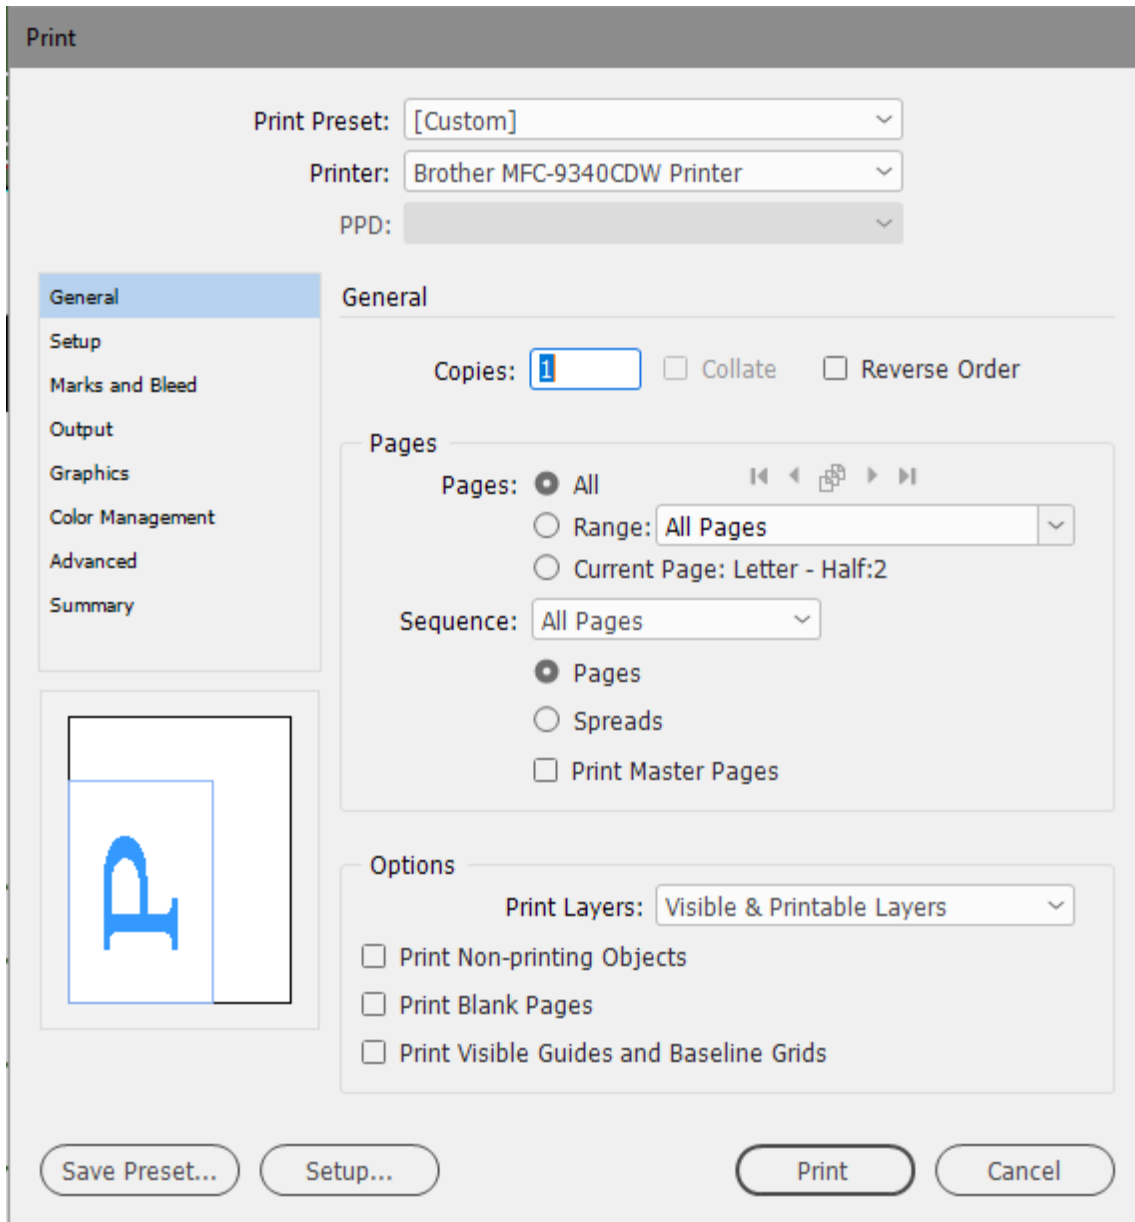 Print
Print Preset: [Custom]
Printer: Brother MFC-9340CDW Printer
PPD:
General
Setup
Marks and Bleed
Output
Graphics
Color Management
Advanced
Summary
P
General
Copies: 1 Collate Reverse Order
Pages
Pages: All
Range: All Pages
Current Page: Letter - Half:2
Sequence: All Pages
Pages
Spreads
Print Master Pages
Options
Print Layers: Visible & Printable Layers
Print Non-printing Objects
Print Blank Pages
Print Visible Guides and Baseline Grids
Save Preset... Setup... Print Cancel